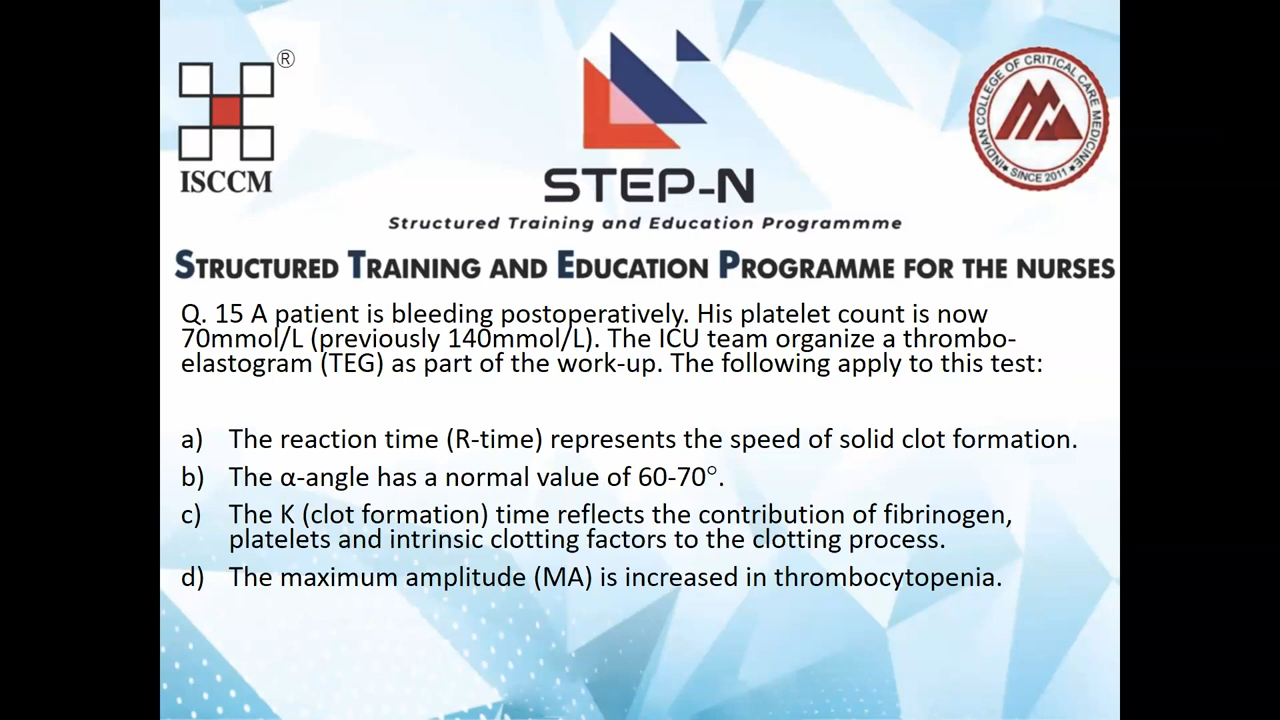 ®
ISCCM
INDIAN COLLEGE OF CRITICAL CARE MEDICINE
SINCE 2011
STEP-N
Structured Training and Education Programmme
STRUCTURED TRAINING AND EDUCATION PROGRAMME FOR THE NURSES
Q. 15 A patient is bleeding postoperatively. His platelet count is now
70mmol/L (previously 140mmol/L). The ICU team organize a thrombo-
elastogram (TEG) as part of the work-up. The following apply to this test:
a) The reaction time (R-time) represents the speed of solid clot formation.
b) The α-angle has a normal value of 60-70°.
c) The K (clot formation) time reflects the contribution of fibrinogen,
platelets and intrinsic clotting factors to the clotting process.
d) The maximum amplitude (MA) is increased in thrombocytopenia.